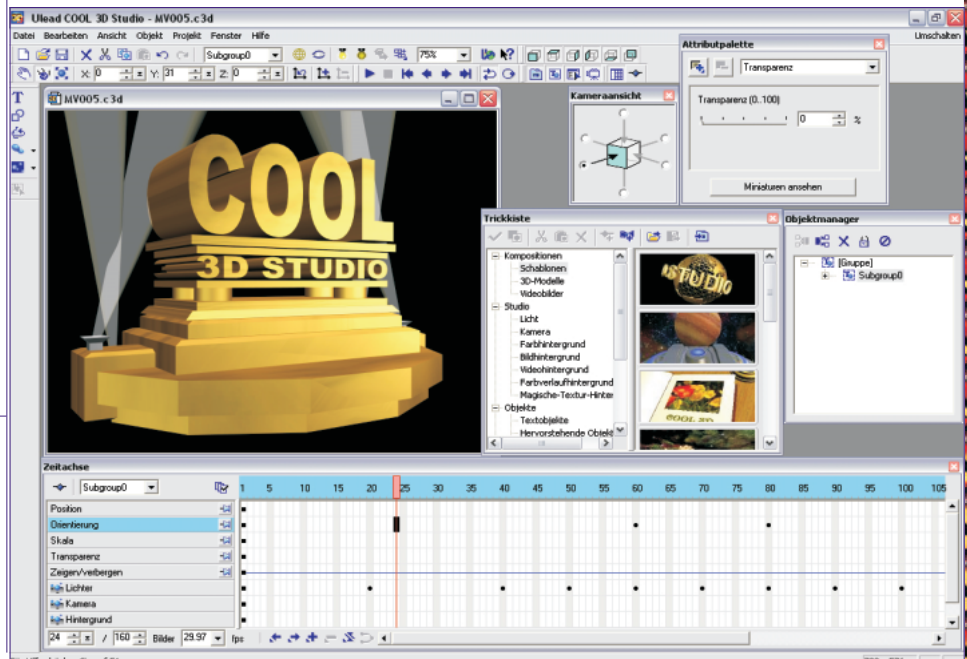 Ulead COOL 3D Studio - MV005.c3d
Datei Bearbeiten Ansicht Objekt Projekt Fenster Hilfe
Umschalten
Subgroup0
75%
X: 0 Y: 31 Z: 0
MV005.c3d
COOL
3D STUDIO
Kameraansicht
Attributpalette
Transparenz
Transparenz (0..100)
0 %
Miniaturen ansehen
Trickkiste
Kompositionen
Schablonen
3D-Modelle
Videobilder
Studio
Licht
Kamera
Farbhintergrund
Bildhintergrund
Videohintergrund
Farbverlaufhintergrund
Magische-Textur-Hinter
Objekte
Textobjekte
Hervorstehende Objekt
STUDIO
COOL 3D
Objektmanager
[Gruppe]
Subgroup0
Zeitachse
Subgroup0
1 5 10 15 20 25 30 35 40 45 50 55 60 65 70 75 80 85 90 95 100 105
Position
Orientierung
Skala
Transparenz
Zeigen/verbergen
Lichter
Kamera
Hintergrund
24 / 160 Bilder 29.97 fps